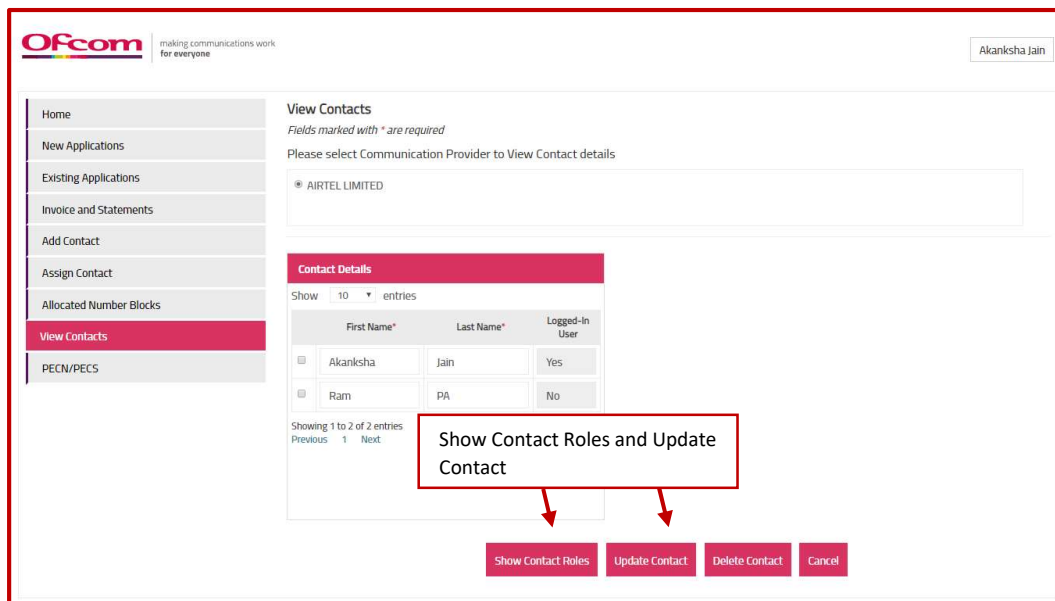 Ofcom
making communications work
for everyone
Akanksha Jain
Home
New Applications
Existing Applications
Invoice and Statements
Add Contact
Assign Contact
Allocated Number Blocks
View Contacts
PECN/PECS
View Contacts
Fields marked with * are required
Please select Communication Provider to View Contact details
AIRTEL LIMITED
Contact Details
Show 10 entries
First Name* Last Name* Logged-In User
Akanksha Jain Yes
Ram PA No
Showing 1 to 2 of 2 entries
Previous 1 Next
Show Contact Roles and Update
Contact
Show Contact Roles Update Contact Delete Contact Cancel